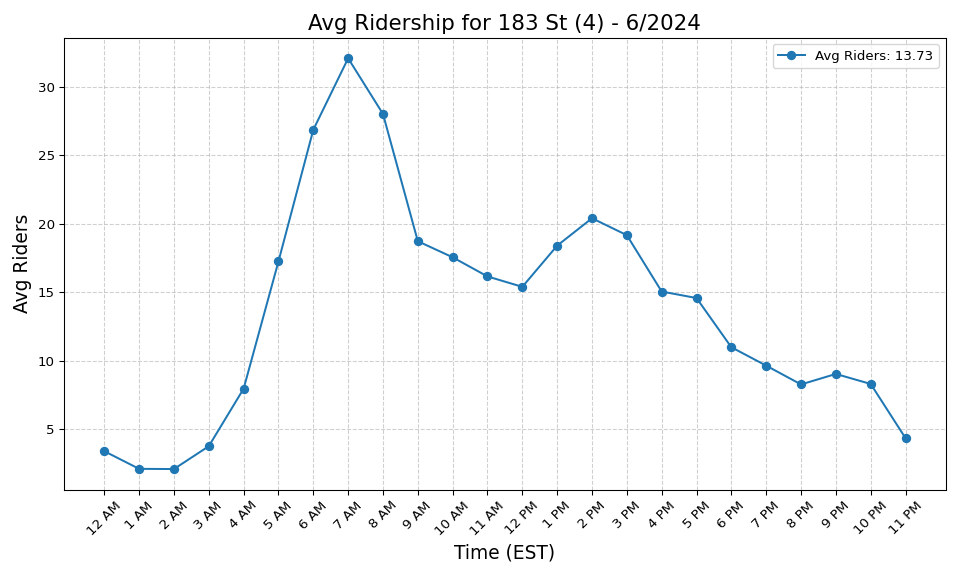 Avg Ridership for 183 St (4) - 6/2024
Avg Riders: 13.73
Avg Riders
30
25
20
15
10
5
12 AM
1 AM
2 AM
3 AM
4 AM
5 AM
6 AM
7 AM
8 AM
9 AM
10 AM
11 AM
12 PM
1 PM
2 PM
3 PM
4 PM
5 PM
6 PM
7 PM
8 PM
9 PM
10 PM
11 PM
Time (EST)